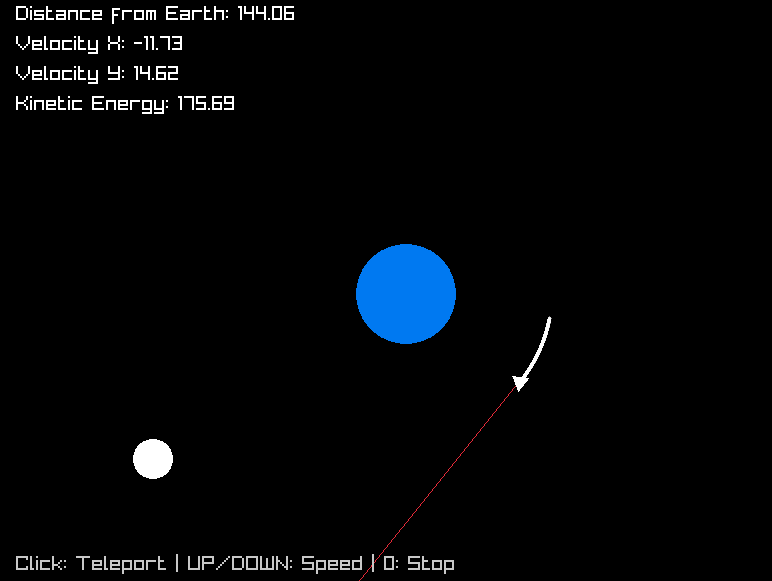 Distance from Earth: 144.06
Velocity X: -11.73
Velocity Y: 14.62
Kinetic Energy: 175.69
Click: Teleport | UP/DOWN: Speed | 0: Stop